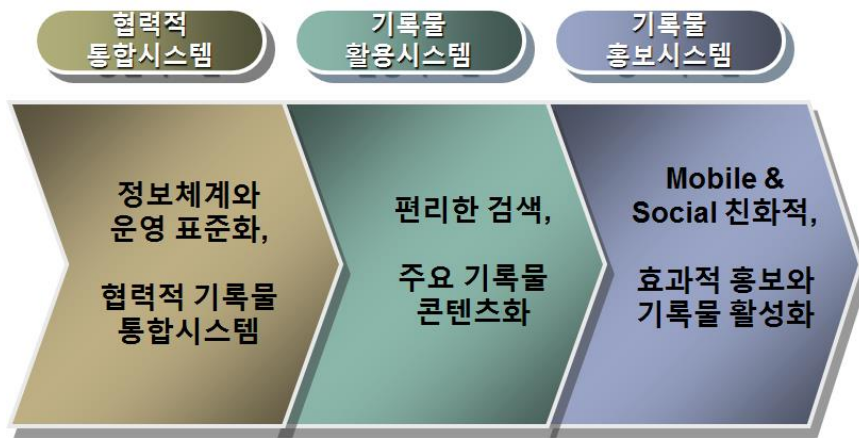 협력적
통합시스템
기록물
활용시스템
기록물
홍보시스템
정보체계와
운영 표준화,
협력적 기록물
통합시스템
편리한 검색,
주요 기록물
콘텐츠화
Mobile &
Social 친화적,
효과적 홍보와
기록물 활성화